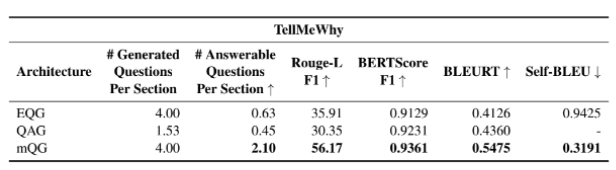 TellMeWhy
Architecture # Generated Questions Per Section # Answerable Questions Per Section ↑ Rouge-L F1 ↑ BERTScore F1 ↑ BLEURT ↑ Self-BLEU ↓
EQG 4.00 0.63 35.91 0.9129 0.4126 0.9425
QAG 1.53 0.45 30.35 0.9231 0.4360 -
mQG 4.00 2.10 56.17 0.9361 0.5475 0.3191